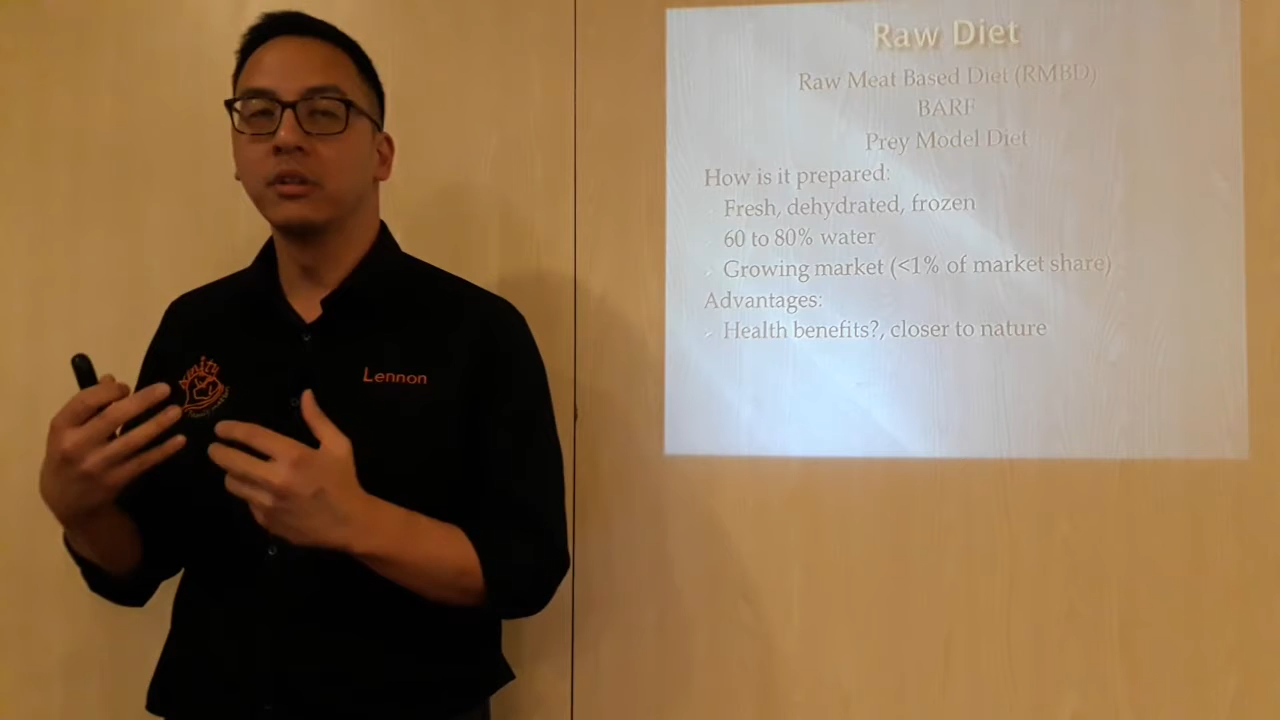 Raw Diet
Raw Meat Based Diet (RMBD)
BARF
Prey Model Diet
How is it prepared:
Fresh, dehydrated, frozen
60 to 80% water
Growing market (<1% of market share)
Advantages:
Health benefits?, closer to nature
Lennon